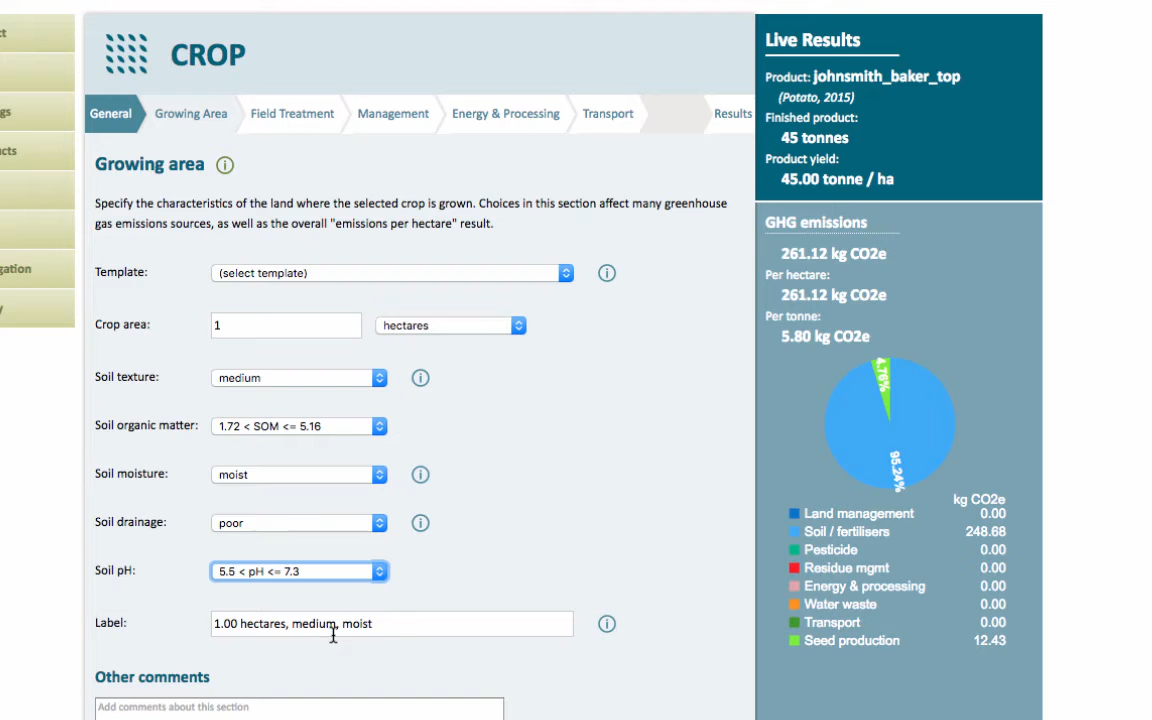 ct
gs
cts
gation
y
CROP
General
Growing Area
Field Treatment
Management
Energy & Processing
Transport
Results
Growing area
Specify the characteristics of the land where the selected crop is grown. Choices in this section affect many greenhouse
gas emissions sources, as well as the overall "emissions per hectare" result.
Template: (select template)
Crop area: 1 hectares
Soil texture: medium
Soil organic matter: 1.72 < SOM <= 5.16
Soil moisture: moist
Soil drainage: poor
Soil pH: 5.5 < pH <= 7.3
Label: 1.00 hectares, medium, moist
Other comments
Add comments about this section
Live Results
Product: johnsmith_baker_top
(Potato, 2015)
Finished product:
45 tonnes
Product yield:
45.00 tonne / ha
GHG emissions
261.12 kg CO2e
Per hectare:
261.12 kg CO2e
Per tonne:
5.80 kg CO2e
4.76%
95.24%
kg CO2e
Land management 0.00
Soil / fertilisers 248.68
Pesticide 0.00
Residue mgmt 0.00
Energy & processing 0.00
Water waste 0.00
Transport 0.00
Seed production 12.43